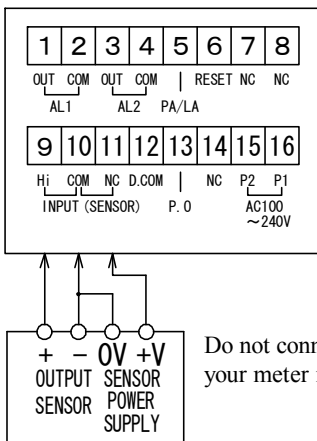 1 2 3 4 5 6 7 8
OUT COM OUT COM | RESET NC NC
AL1 AL2 PA/LA
9 10 11 12 13 14 15 16
Hi COM NC D.COM | NC P2 P1
INPUT (SENSOR) P.O AC100
~240V
+ - 0V +V
OUTPUT SENSOR
SENSOR POWER
SUPPLY
Do not
your meter